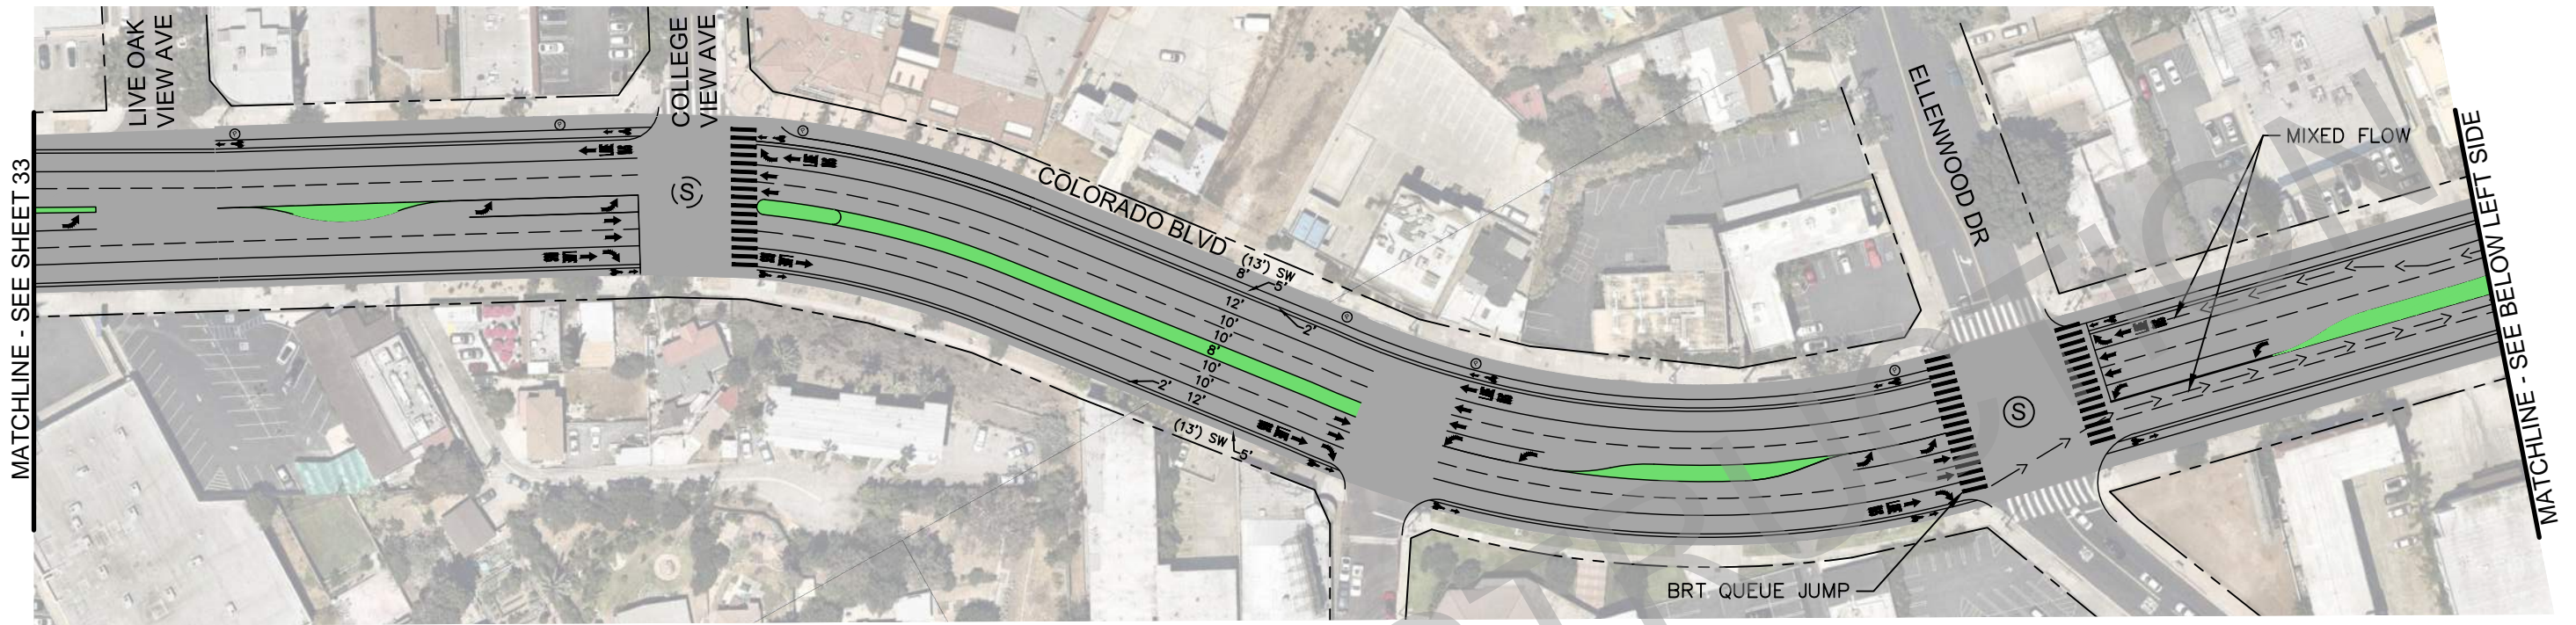 MATCHLINE - SEE SHEET 33
LIVE OAK
VIEW AVE
COLLEGE
VIEW AVE
S
COLORADO BLVD
(13') SW
8'
5'
12'
2'
10'
10'
8'
10'
10'
2'
12'
(13') SW
5'
ELLENWOOD DR
S
MIXED FLOW
BRT QUEUE JUMP
MATCHLINE - SEE BELOW LEFT SIDE